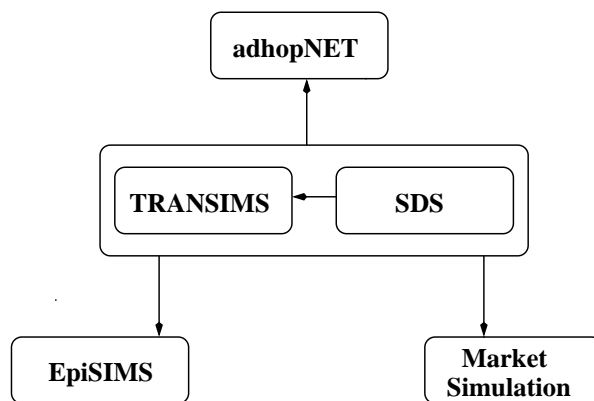 adhopNET
TRANSIMS
SDS
EpiSIMS
Market
Simulation